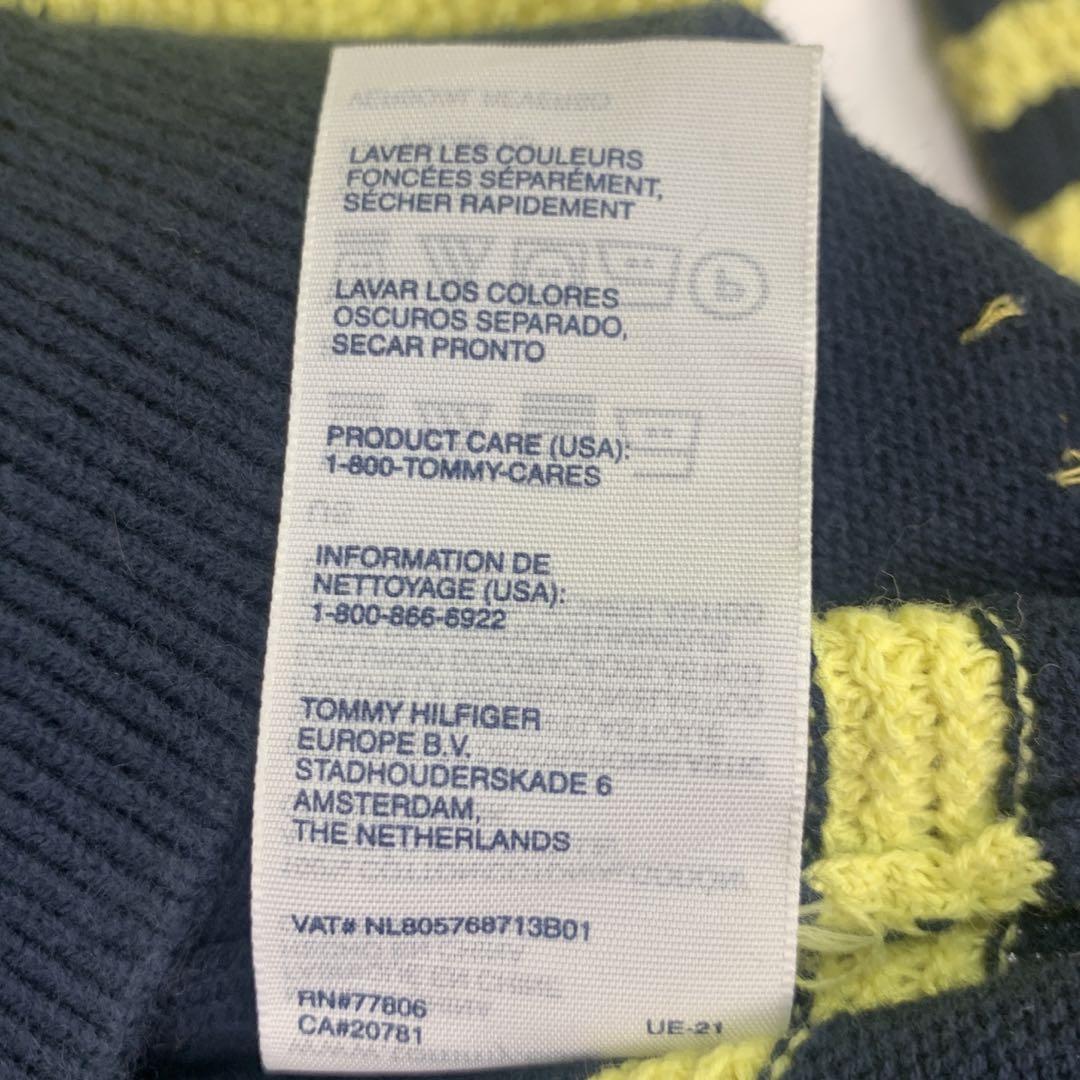 LAVER LES COULEURS
FONCÉES SÉPARÉMENT,
SÉCHER RAPIDEMENT
LAVAR LOS COLORES
OSCUROS SEPARADO,
SECAR PRONTO
PRODUCT CARE (USA):
1-800-TOMMY-CARES
INFORMATION DE
NETTOYAGE (USA):
1-800-866-6922
TOMMY HILFIGER
EUROPE B.V.
STADHOUDERSKADE 6
AMSTERDAM,
THE NETHERLANDS
VAT# NL805768713B01
RN#77806
CA#20781 UE-21